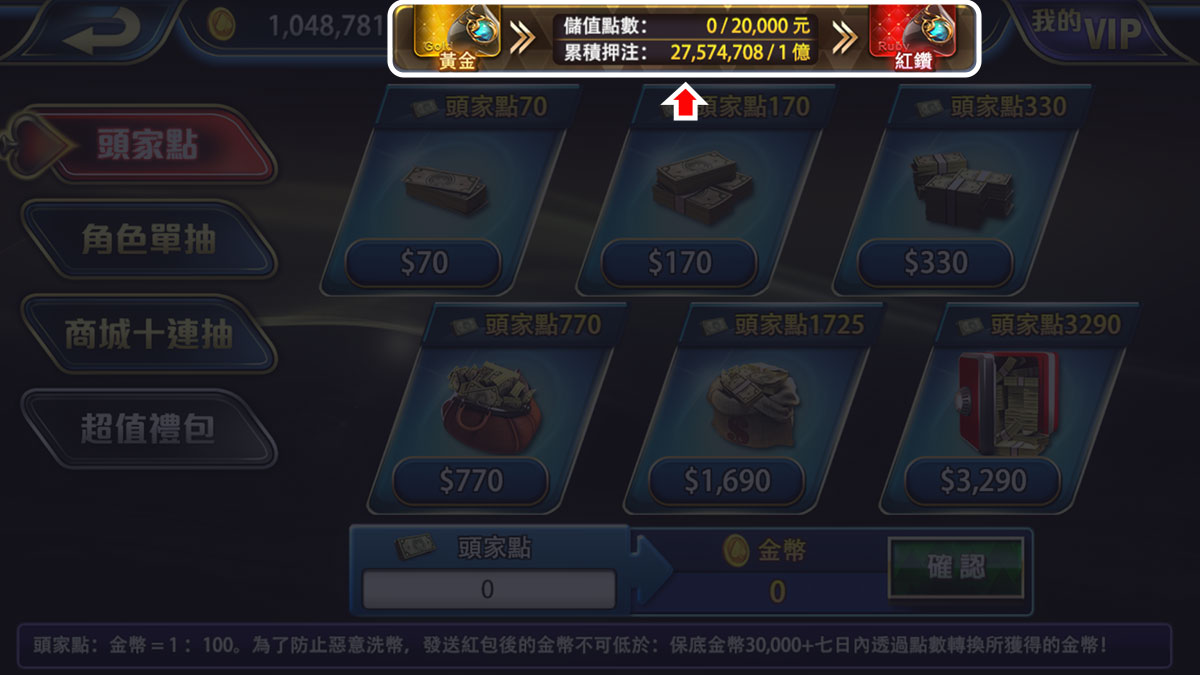 1,048,781
Gold
黃金
儲值點數： 0/20,000 元
累積押注： 27,574,708/1 億
Ruby
紅鑽
我的VIP
頭家點
角色單抽
商城十連抽
超值禮包
頭家點70
$70
頭家點170
$170
頭家點330
$330
頭家點770
$770
頭家點1725
$1,690
頭家點3290
$3,290
頭家點
0
金幣
0
確認
頭家點：金幣＝1：100。為了防止惡意洗幣，發送紅包後的金幣不可低於：保底金幣30,000+七日內透過點數轉換所獲得的金幣！